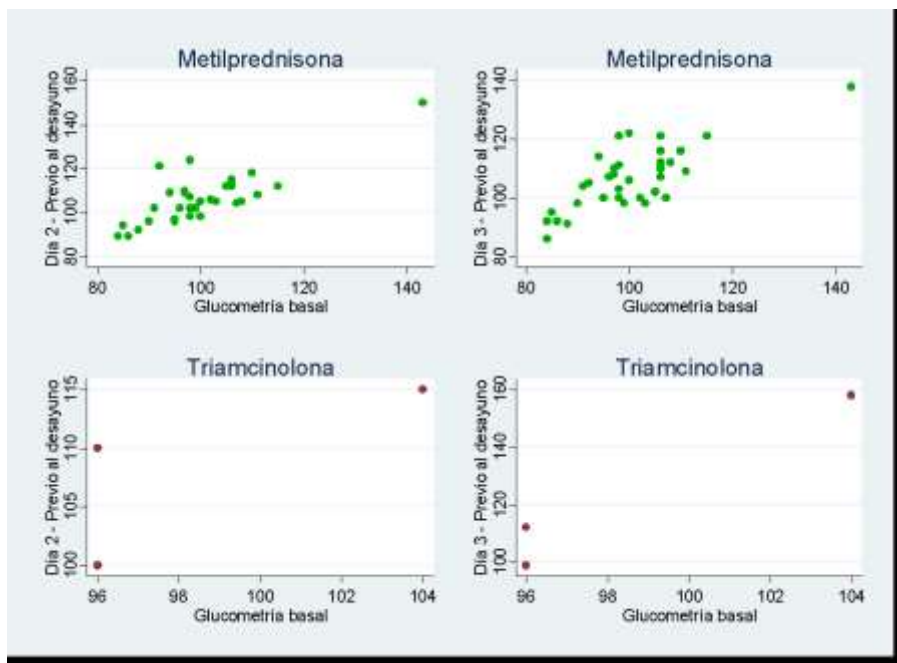 Metilprednisona
Día 2 - Previo al desayuno
160
140
120
100
80
80 100 120 140
Glucometría basal
Metilprednisona
Día 3 - Previo al desayuno
140
120
100
80
80 100 120 140
Glucometría basal
Triamcinolona
Día 2 - Previo al desayuno
115
110
105
100
96 98 100 102 104
Glucometría basal
Triamcinolona
Día 3 - Previo al desayuno
160
140
120
100
96 98 100 102 104
Glucometría basal